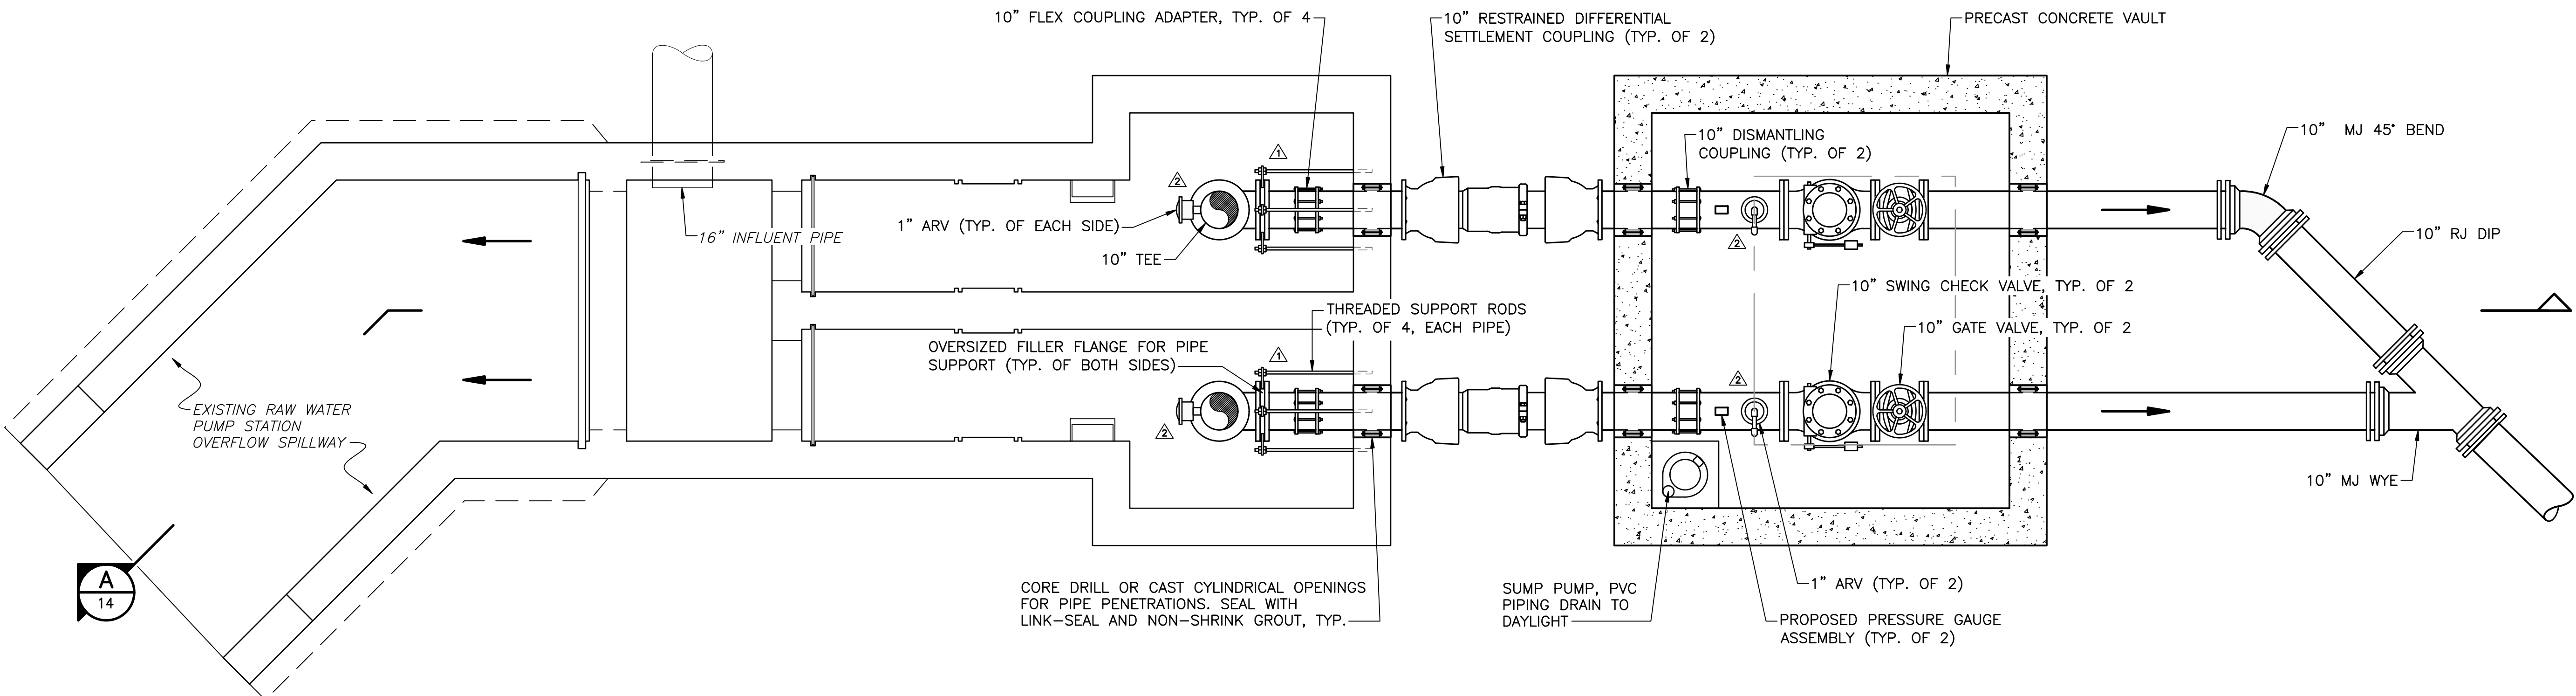 10” FLEX COUPLING ADAPTER, TYP. OF 4
10” RESTRAINED DIFFERENTIAL
SETTLEMENT COUPLING (TYP. OF 2)
PRECAST CONCRETE VAULT
10” DISMANTLING
COUPLING (TYP. OF 2)
10” MJ 45° BEND
1
2
1” ARV (TYP. OF EACH SIDE)
10” TEE
16” INFLUENT PIPE
2
10” RJ DIP
10” SWING CHECK VALVE, TYP. OF 2
THREADED SUPPORT RODS
(TYP. OF 4, EACH PIPE)
10” GATE VALVE, TYP. OF 2
OVERSIZED FILLER FLANGE FOR PIPE
SUPPORT (TYP. OF BOTH SIDES)
1
2
2
EXISTING RAW WATER
PUMP STATION
OVERFLOW SPILLWAY
10” MJ WYE
A
14
CORE DRILL OR CAST CYLINDRICAL OPENINGS
FOR PIPE PENETRATIONS. SEAL WITH
LINK-SEAL AND NON-SHRINK GROUT, TYP.
SUMP PUMP, PVC
PIPING DRAIN TO
DAYLIGHT
1” ARV (TYP. OF 2)
PROPOSED PRESSURE GAUGE
ASSEMBLY (TYP. OF 2)